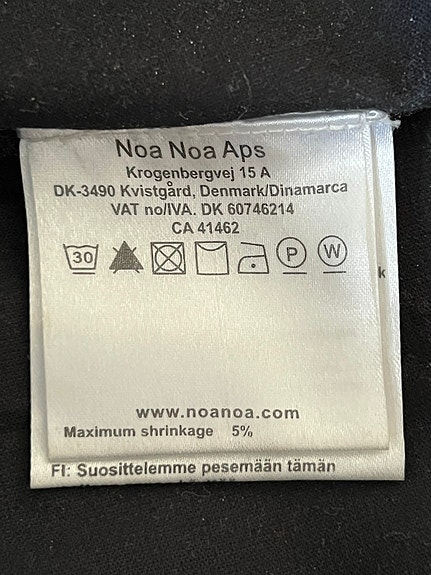 Noa Noa Aps
Krogenbergvej 15 A
DK-3490 Kvistgård, Denmark/Dinamarca
VAT no/IVA. DK 60746214
CA 41462
30 P W
k
www.noanoa.com
Maximum shrinkage 5%
FI: Suosittelemme pesemään tämän